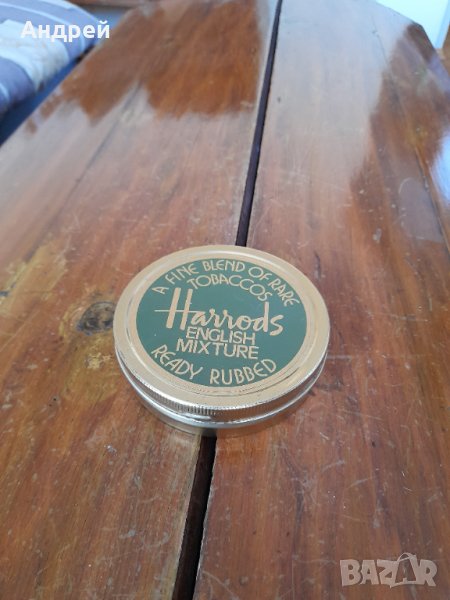 Андрей
A FINE BLEND OF RARE
TOBACCOS
Harrods
ENGLISH
MIXTURE
READY RUBBED
BAZAR